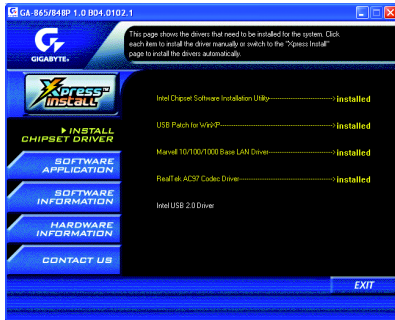 GA-865/848P 1.0 B04.0102.1
GIGABYTE™
This page shows the drivers that need to be installed for the system. Click
each item to install the driver manually or switch to the "Xpress Install"
page to install the drivers automatically.
Xpress™
Install
INSTALL
CHIPSET DRIVER
SOFTWARE
APPLICATION
SOFTWARE
INFORMATION
HARDWARE
INFORMATION
CONTACT US
Intel Chipset Software Installation Utility--------------------> installed
USB Patch for WinXP--------------------> installed
Marvell 10/100/1000 Base LAN Driver--------------------> installed
RealTek AC97 Codec Driver--------------------> installed
Intel USB 2.0 Driver
EXIT